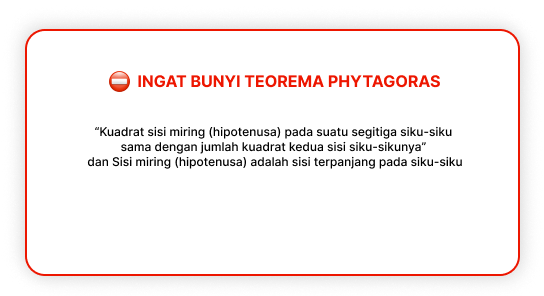 INGAT BUNYI TEOREMA PHYTAGORAS
“Kuadrat sisi miring (hipotenusa) pada suatu segitiga siku-siku
sama dengan jumlah kuadrat kedua sisi siku-sikunya”
dan Sisi miring (hipotenusa) adalah sisi terpanjang pada siku-siku